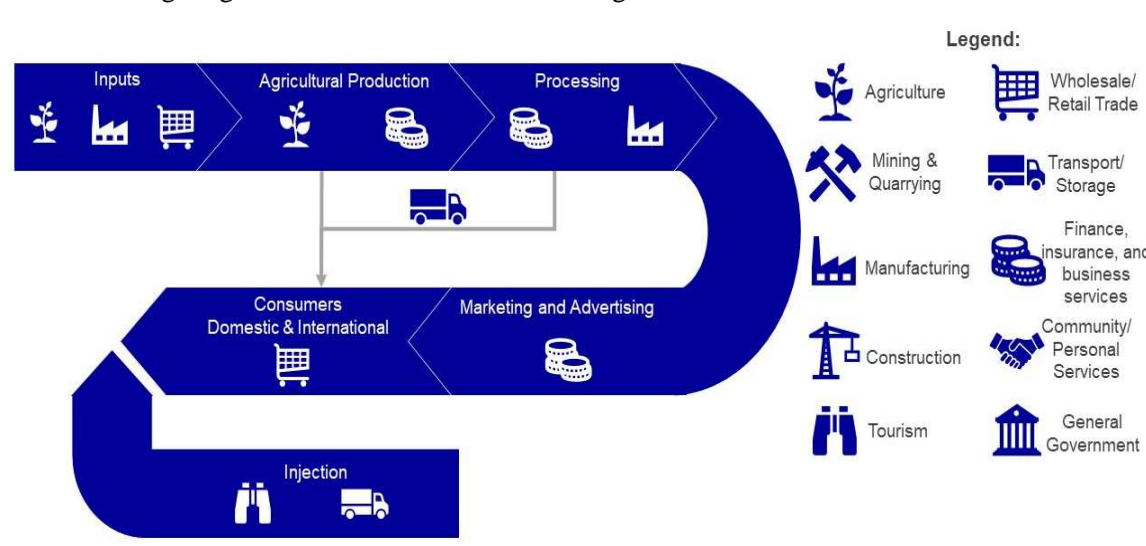 Legend:
Inputs
Agricultural Production
Processing
Agriculture
Wholesale/
Retail Trade
Mining &
Quarrying
Transport/
Storage
Manufacturing
Finance,
insurance, and
business
services
Consumers
Domestic & International
Marketing and Advertising
Construction
Community/
Personal
Services
Tourism
General
Government
Injection